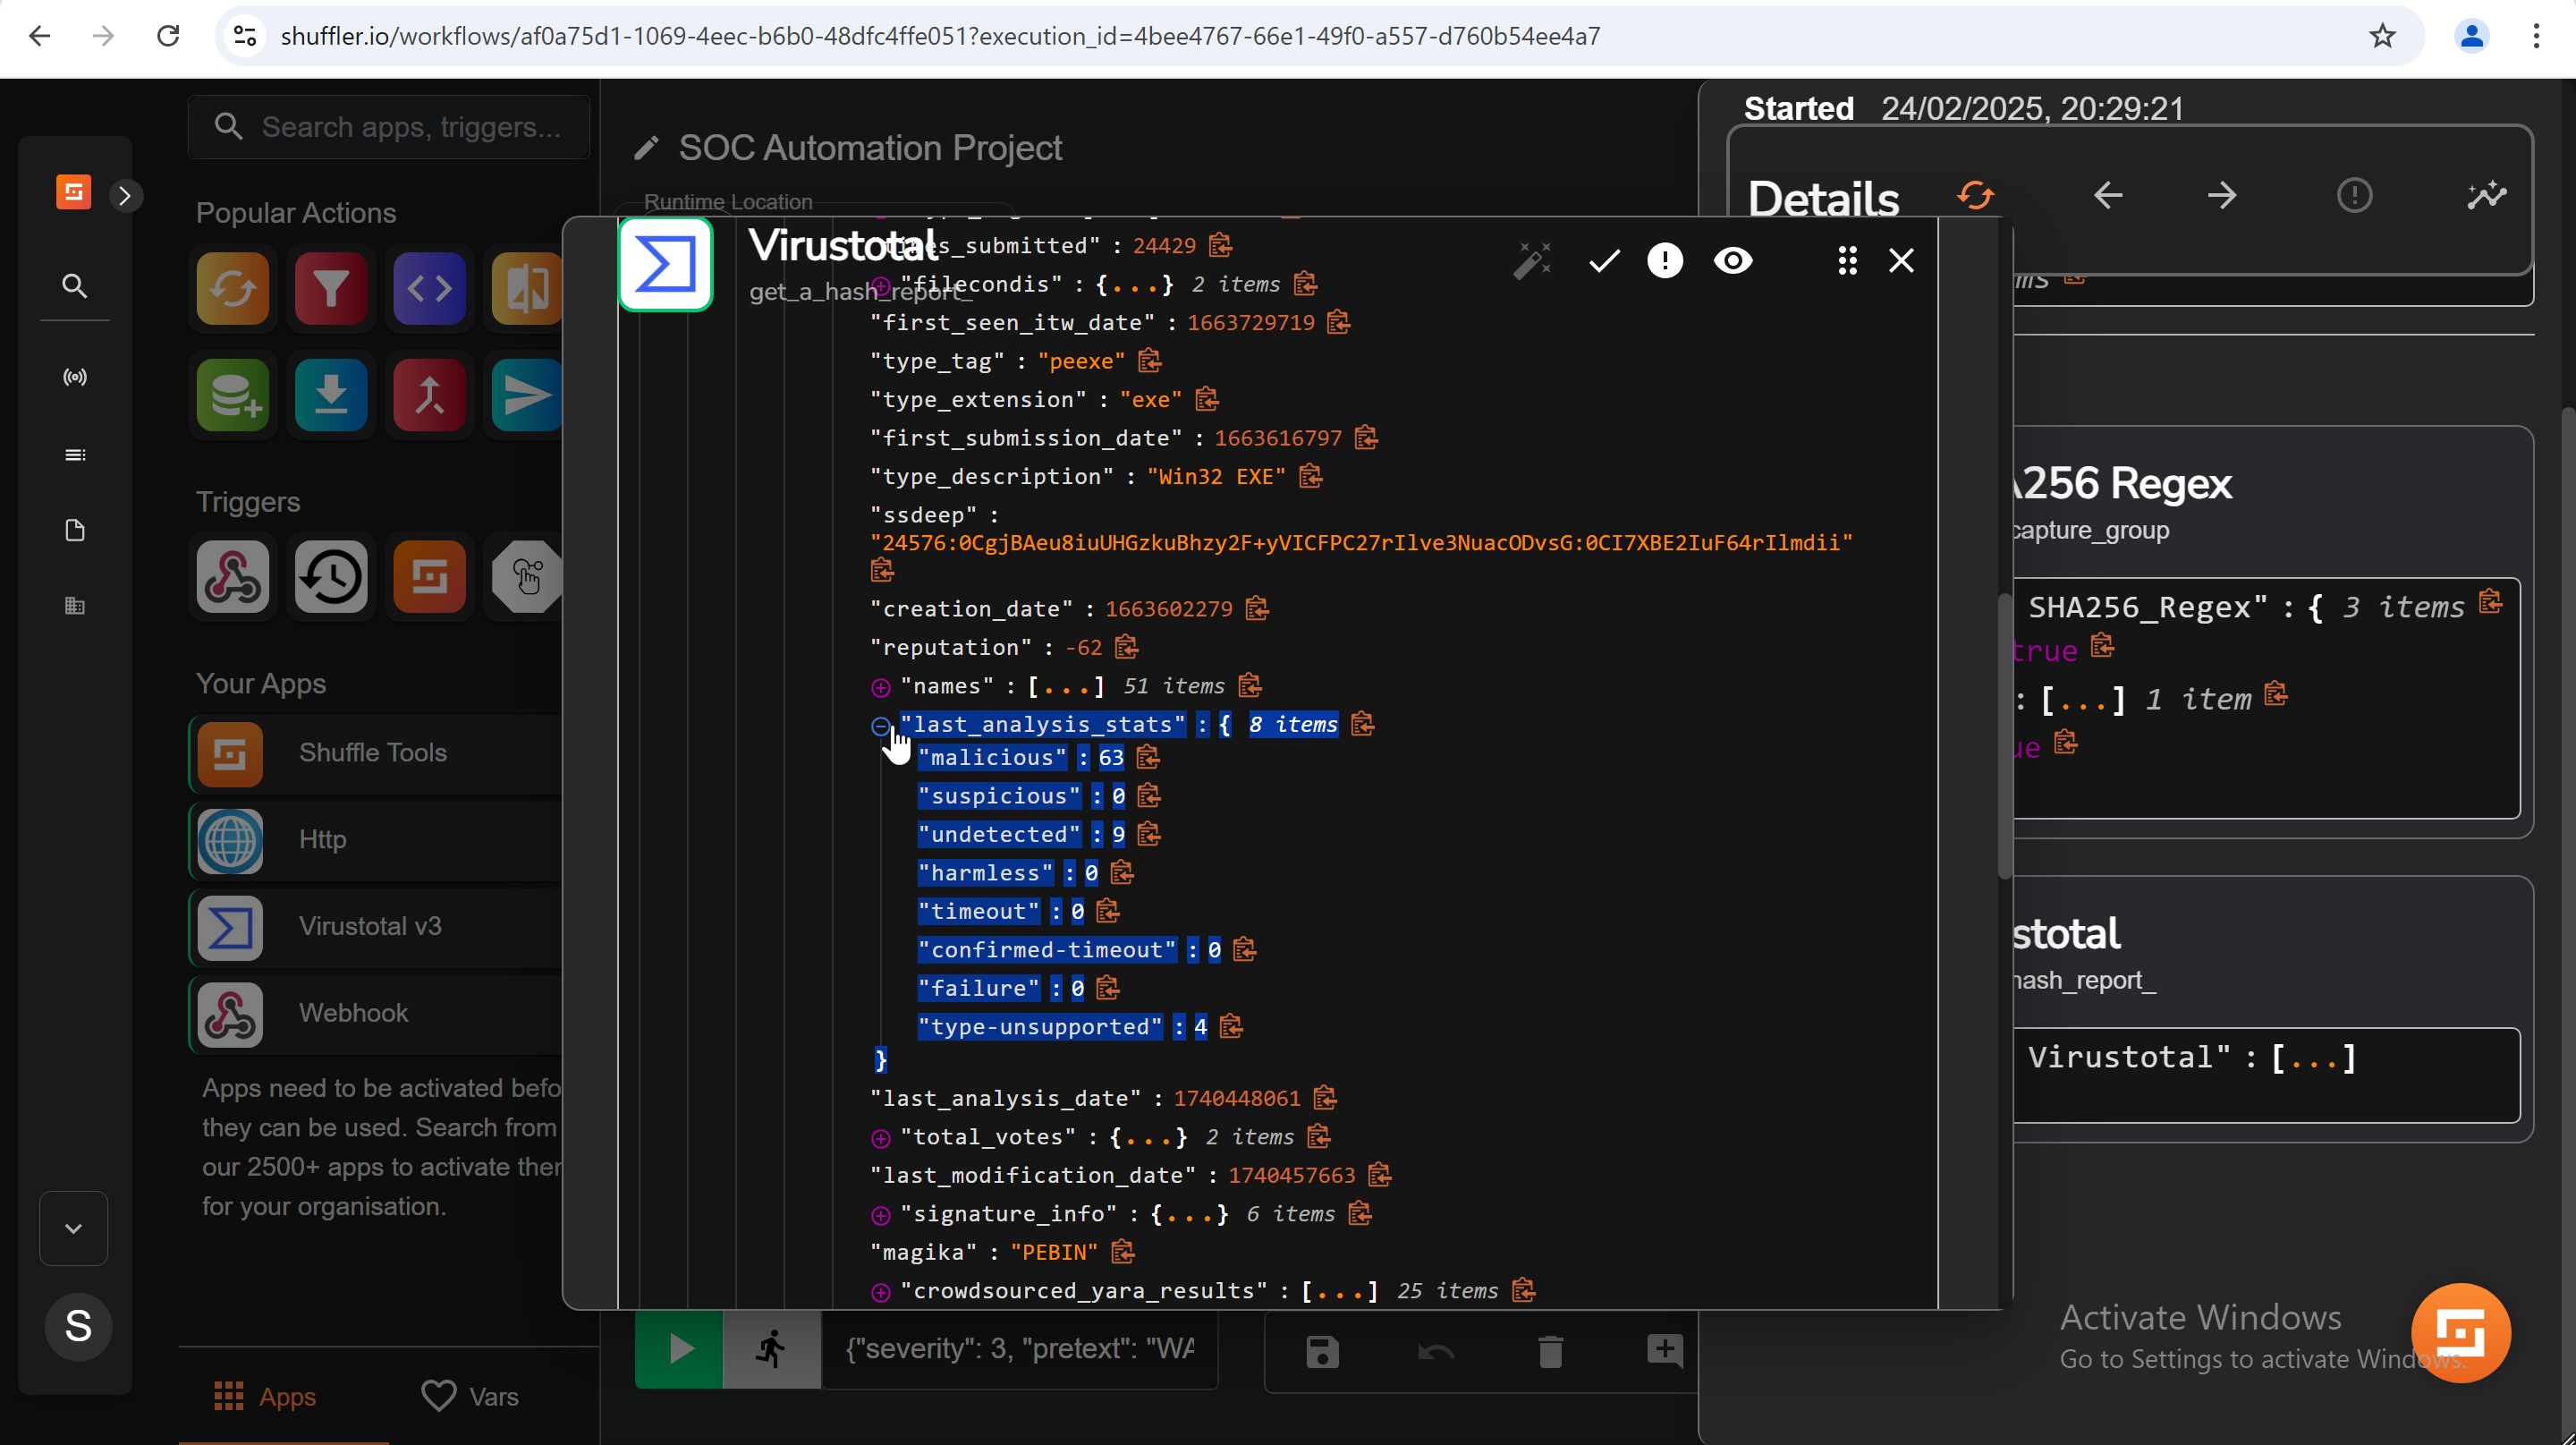 shuffler.io/workflows/af0a75d1-1069-4eec-b6b0-48dfc4ffe051?execution_id=4bee4767-66e1-49f0-a557-d760b54ee4a7
Search apps, triggers...
Popular Actions
Triggers
Your Apps
Shuffle Tools
Http
Virustotal v3
Webhook
Apps need to be activated befo
they can be used. Search from
our 2500+ apps to activate ther
for your organisation.
S
Apps
Vars
SOC Automation Project
Runtime Location
Virustotal
get_a_hash_report_
es_submitted" : 24429
"filecondis" : {...} 2 items
"first_seen_itw_date" : 1663729719
"type_tag" : "peexe"
"type_extension" : "exe"
"first_submission_date" : 1663616797
"type_description" : "Win32 EXE"
"ssdeep" :
"24576:0CgjBAeu8iuUHGzkuBhzy2F+yVICFPC27rIlve3NuacODvsG:0CI7XBE2IuF64rIlmdii"
"creation_date" : 1663602279
"reputation" : -62
"names" : [...] 51 items
"last_analysis_stats" : { 8 items
"malicious" : 63
"suspicious" : 0
"undetected" : 9
"harmless" : 0
"timeout" : 0
"confirmed-timeout" : 0
"failure" : 0
"type-unsupported" : 4
}
"last_analysis_date" : 1740448061
"total_votes" : {...} 2 items
"last_modification_date" : 1740457663
"signature_info" : {...} 6 items
"magika" : "PEBIN"
"crowdsourced_yara_results" : [...] 25 items
{"severity": 3, "pretext": "WA
Started 24/02/2025, 20:29:21
Details
ms
A256 Regex
capture_group
SHA256_Regex" : { 3 items
true
: [...] 1 item
ue
stotal
hash_report_
Virustotal" : [...]
Activate Windows
Go to Settings to activate Windows.